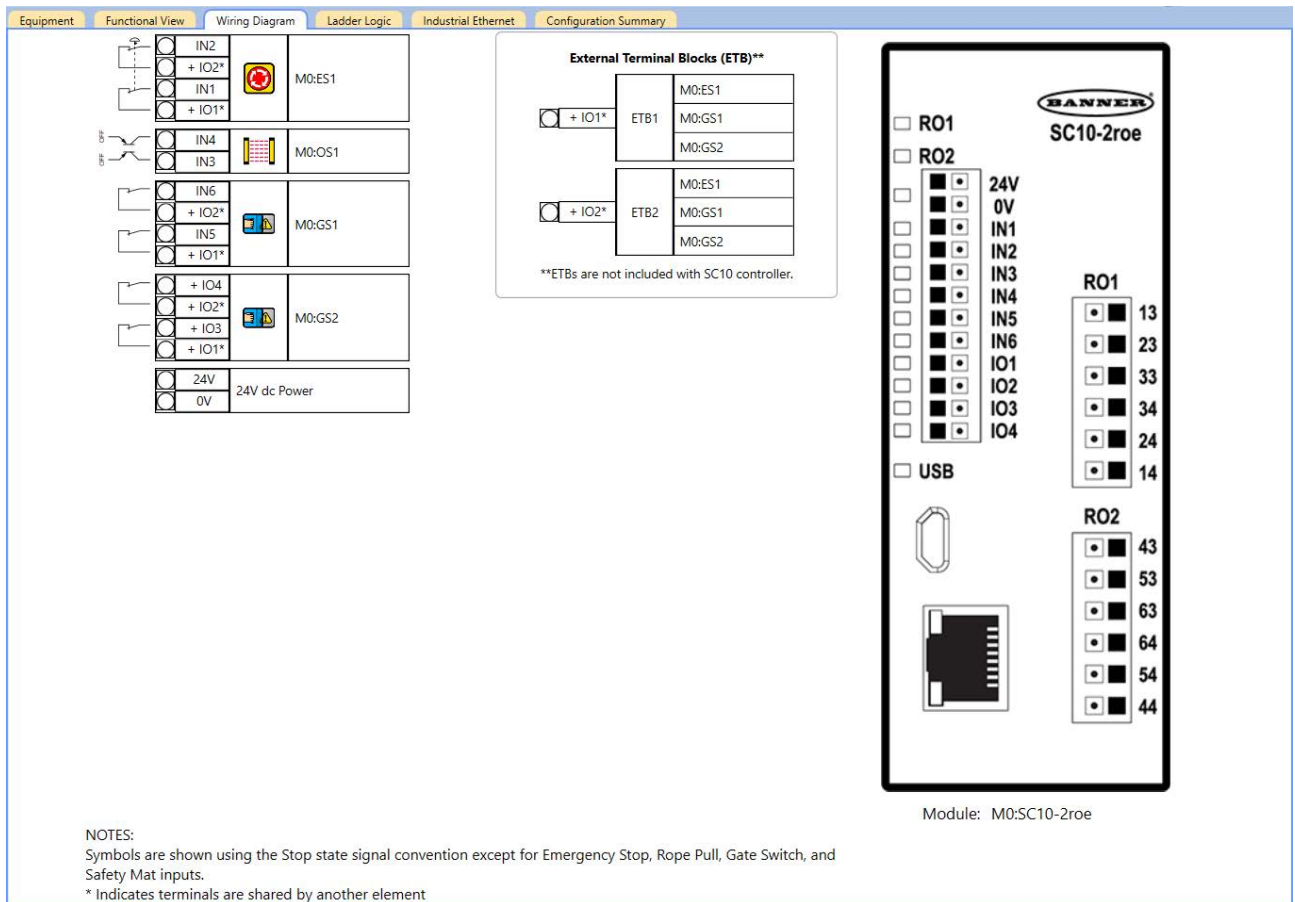 Equipment
Functional View
Wiring Diagram
Ladder Logic
Industrial Ethernet
Configuration Summary
IN2
+ IO2*
IN1
+ IO1*
M0:ES1
OFF
OFF
IN4
IN3
M0:OS1
IN6
+ IO2*
IN5
+ IO1*
M0:GS1
+ IO4
+ IO2*
+ IO3
+ IO1*
M0:GS2
24V
0V
24V dc Power
External Terminal Blocks (ETB)**
+ IO1*
ETB1
M0:ES1
M0:GS1
M0:GS2
+ IO2*
ETB2
M0:ES1
M0:GS1
M0:GS2
**ETBs are not included with SC10 controller.
BANNER
SC10-2roe
RO1
RO2
24V
0V
IN1
IN2
IN3
IN4
IN5
IN6
IO1
IO2
IO3
IO4
USB
RO1
13
23
33
34
24
14
RO2
43
53
63
64
54
44
Module: M0:SC10-2roe
NOTES:
Symbols are shown using the Stop state signal convention except for Emergency Stop, Rope Pull, Gate Switch, and
Safety Mat inputs.
* Indicates terminals are shared by another element